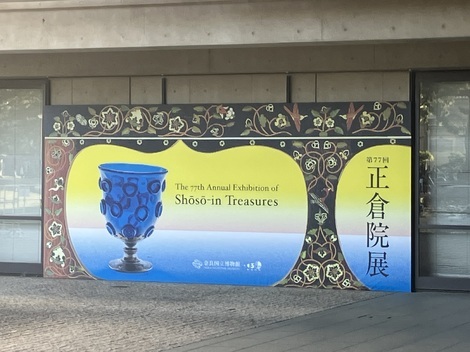 The 77th Annual Exhibition of
Shōsō-in Treasures
奈良国立博物館
第77回
正倉院展